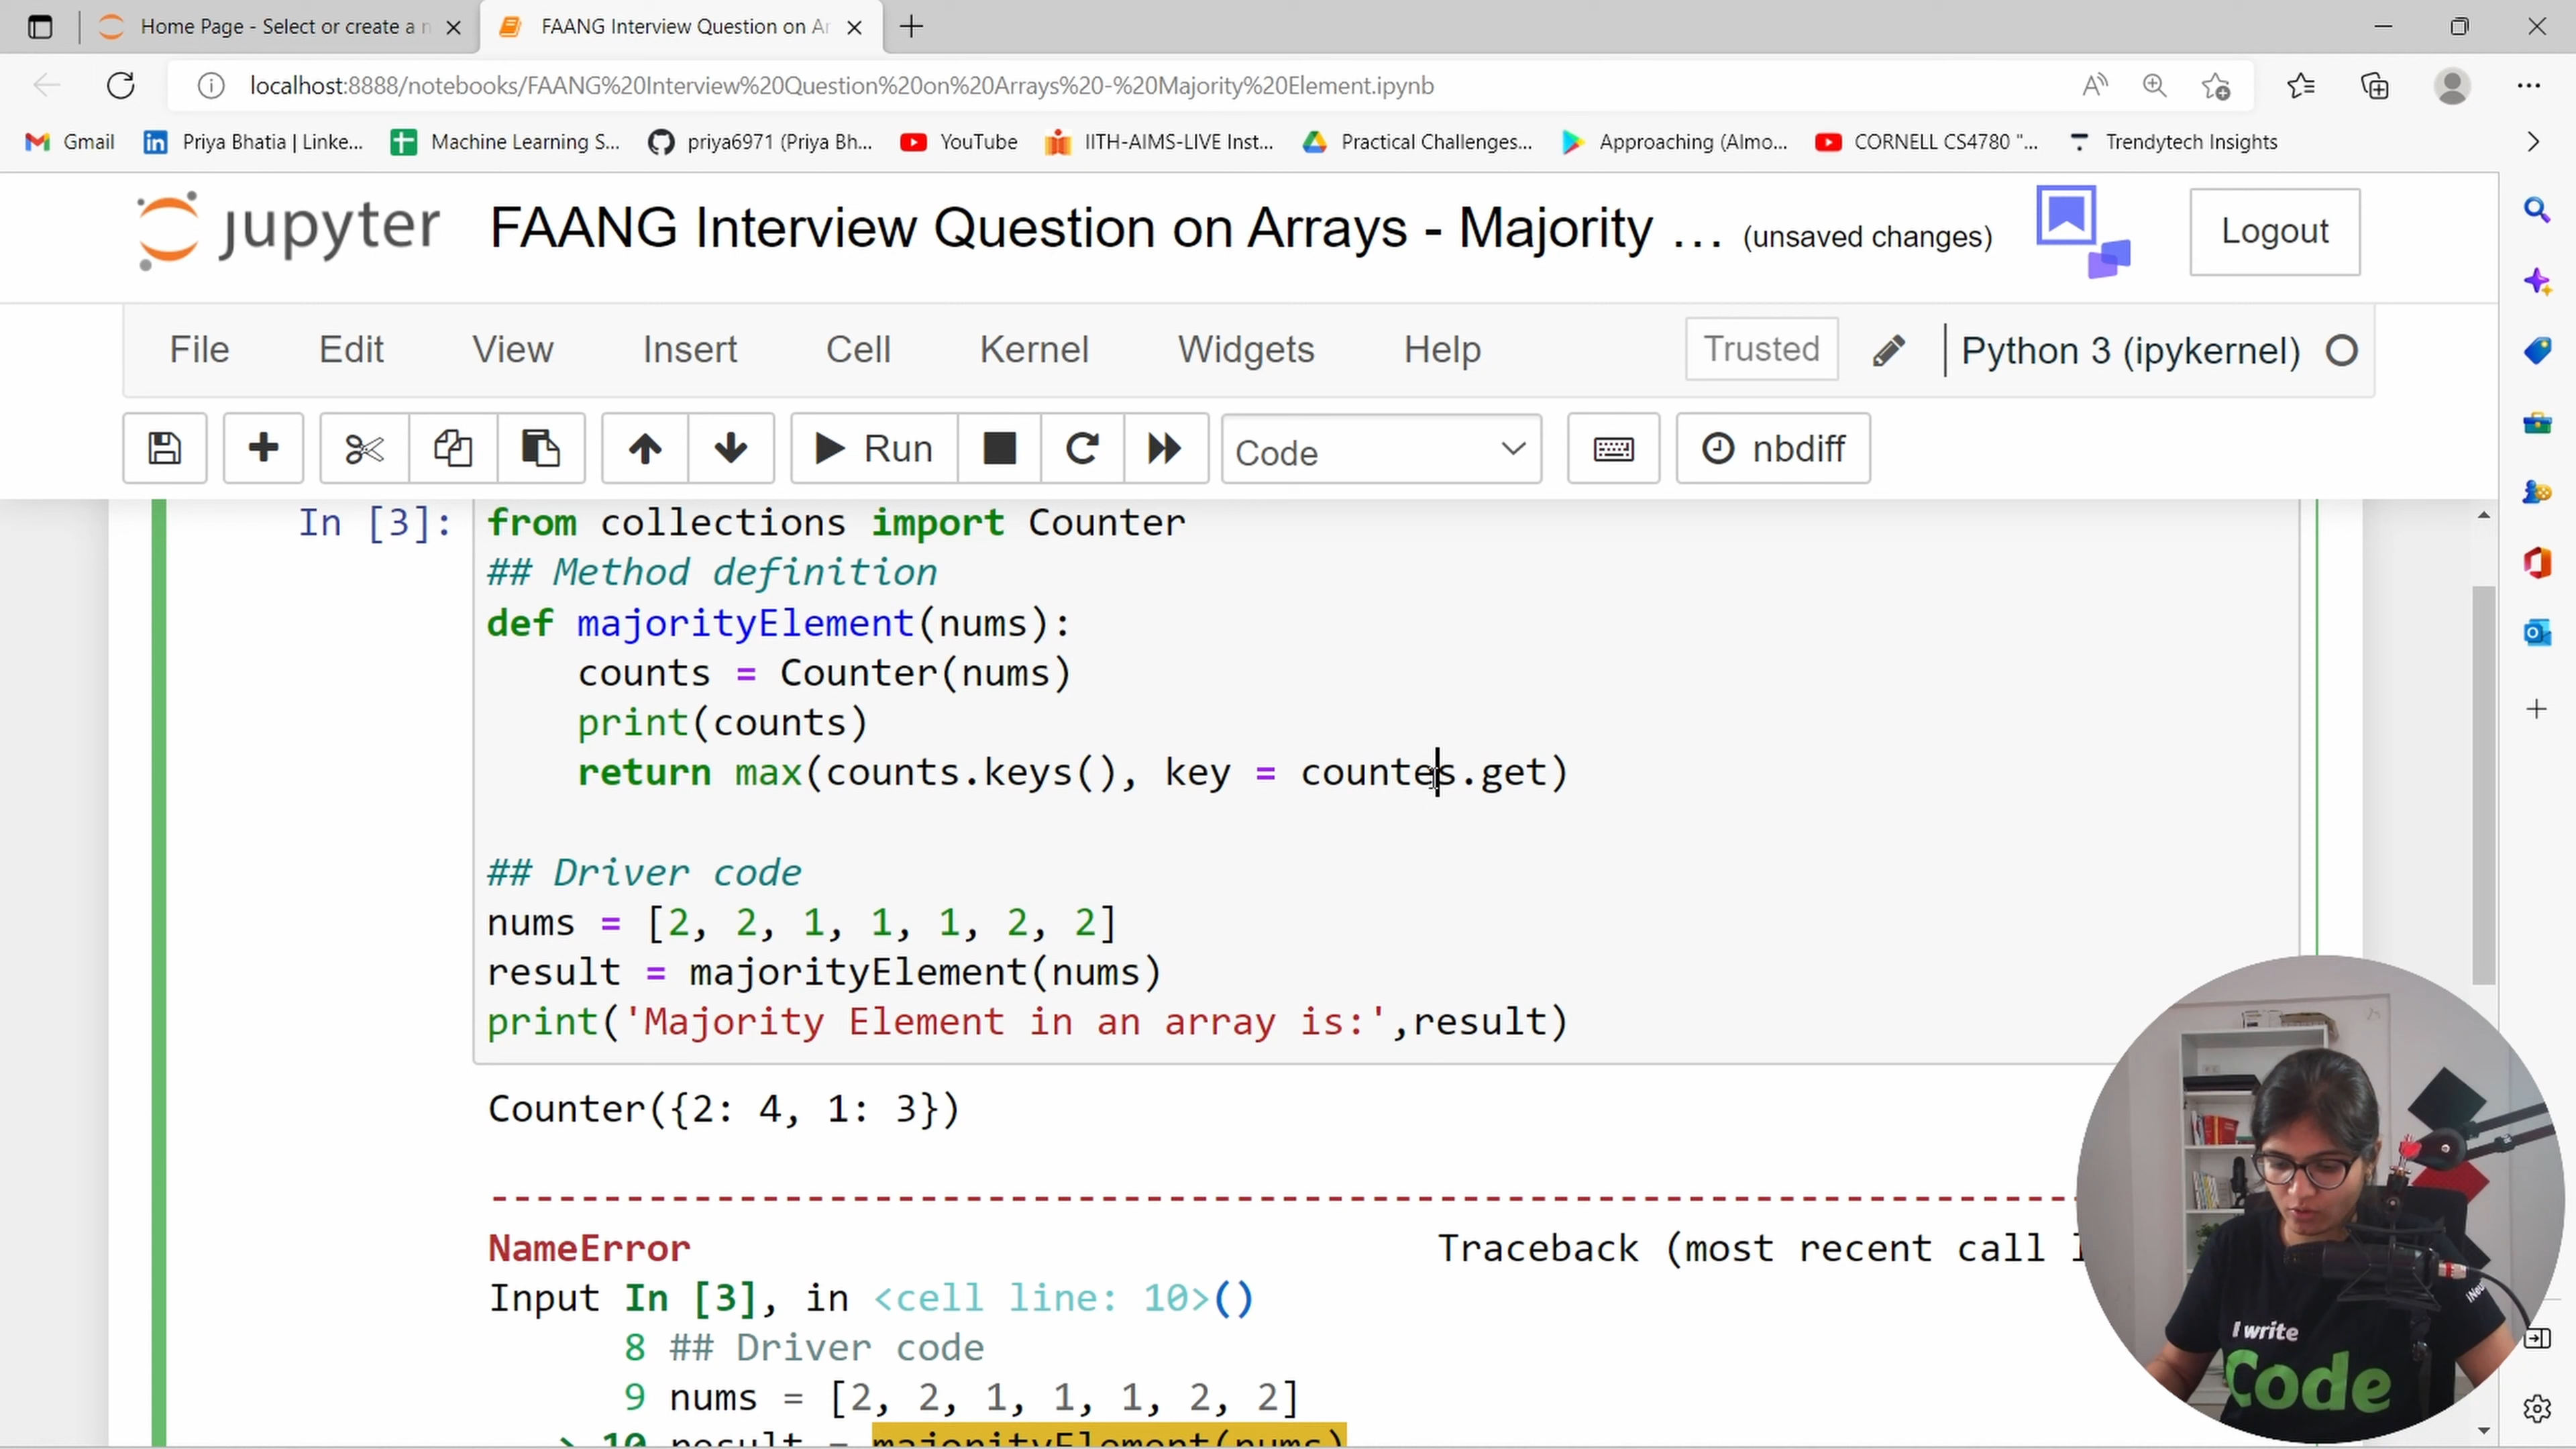 Home Page - Select or create a n
FAANG Interview Question on Ar
localhost:8888/notebooks/FAANG%20Interview%20Question%20on%20Arrays%20-%20Majority%20Element.ipynb
Gmail
Priya Bhatia | Linke...
Machine Learning S...
priya6971 (Priya Bh...
YouTube
IITH-AIMS-LIVE Inst...
Practical Challenges...
Approaching (Almo...
CORNELL CS4780 "...
Trendytech Insights
jupyter
FAANG Interview Question on Arrays - Majority ... (unsaved changes)
Logout
File Edit View Insert Cell Kernel Widgets Help
Trusted
Python 3 (ipykernel)
Run
Code
nbdiff
In [3]:
from collections import Counter
## Method definition
def majorityElement(nums):
counts = Counter(nums)
print(counts)
return max(counts.keys(), key = countes.get)
## Driver code
nums = [2, 2, 1, 1, 1, 2, 2]
result = majorityElement(nums)
print('Majority Element in an array is:',result)
Counter({2: 4, 1: 3})
---------------------------------------------------------------------
NameError Traceback (most recent call
Input In [3], in <cell line: 10>()
8 ## Driver code
9 nums = [2, 2, 1, 1, 1, 2, 2]
> 10 result = majorityElement(nums)
I write
Code